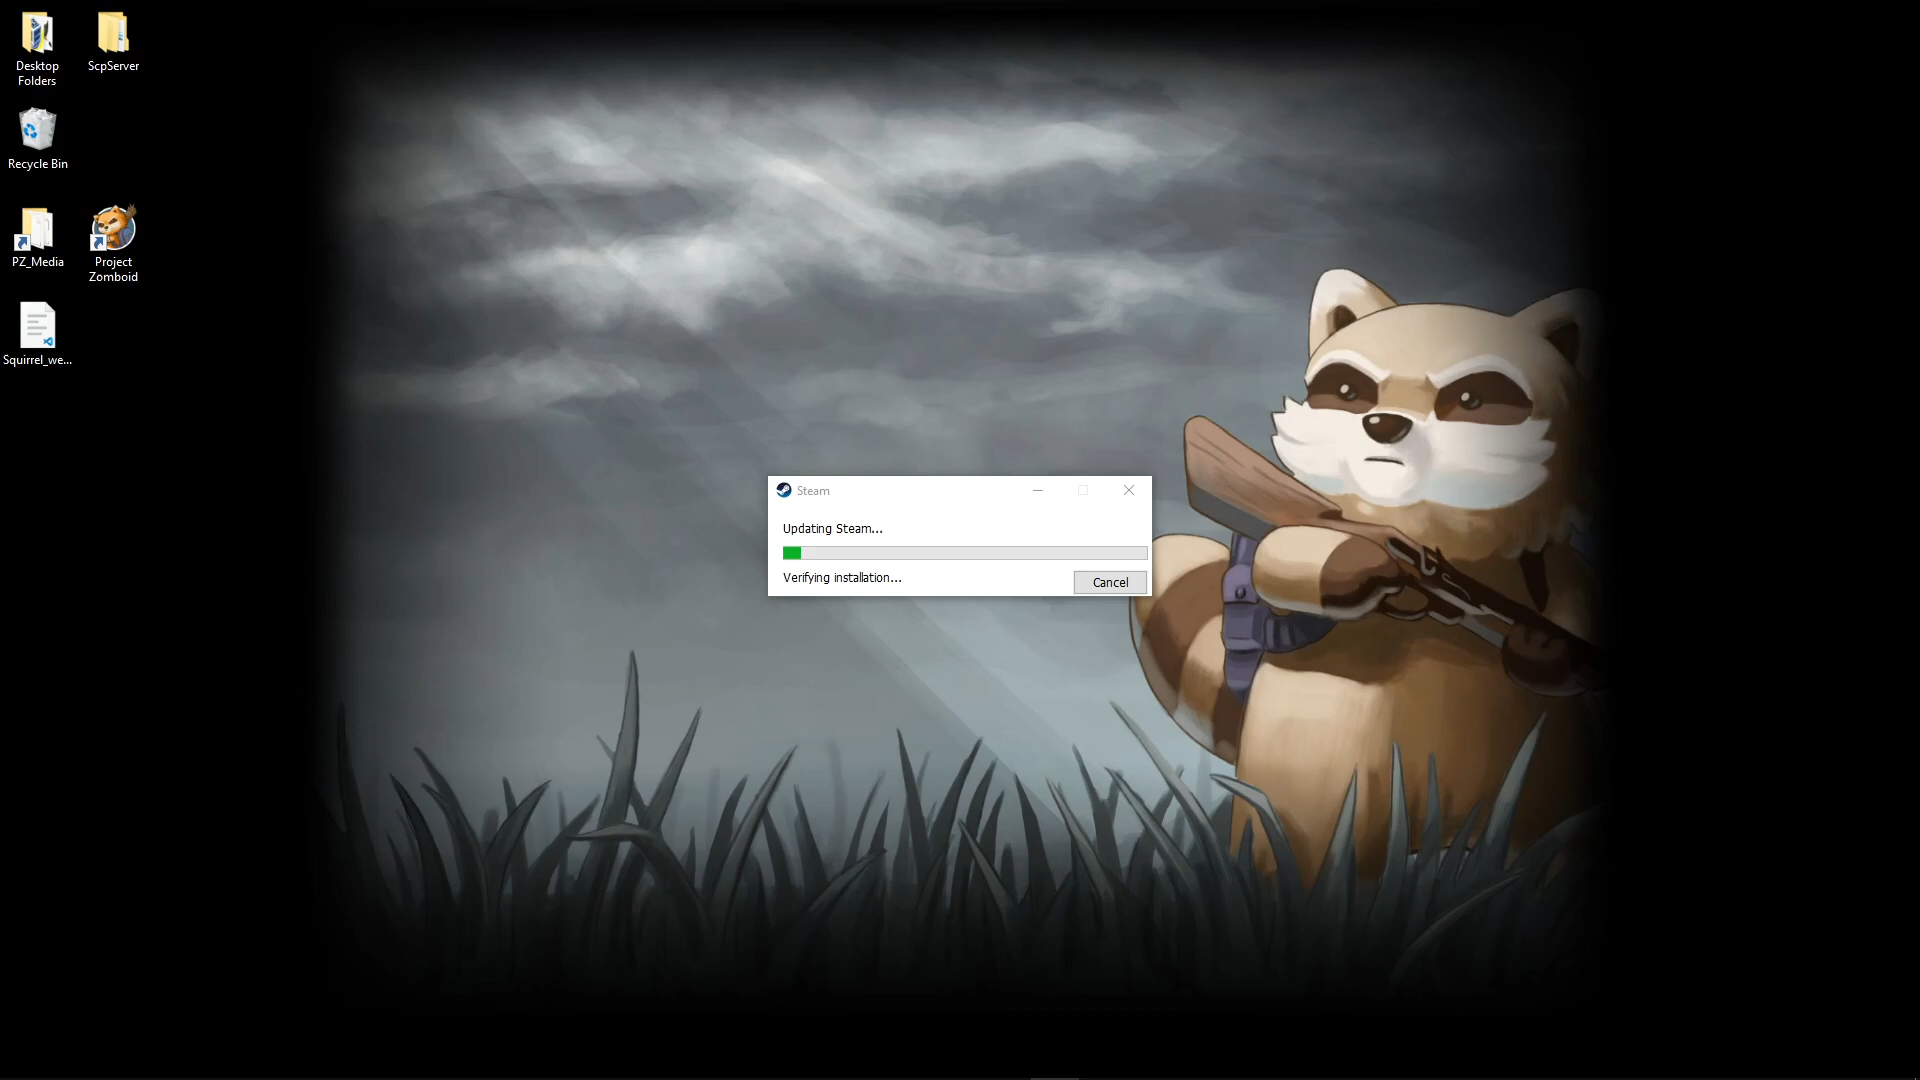 Desktop
Folders
ScpServer
Recycle Bin
PZ_Media
Project
Zomboid
Squirrel_we...
Steam
Updating Steam...
Verifying installation...
Cancel